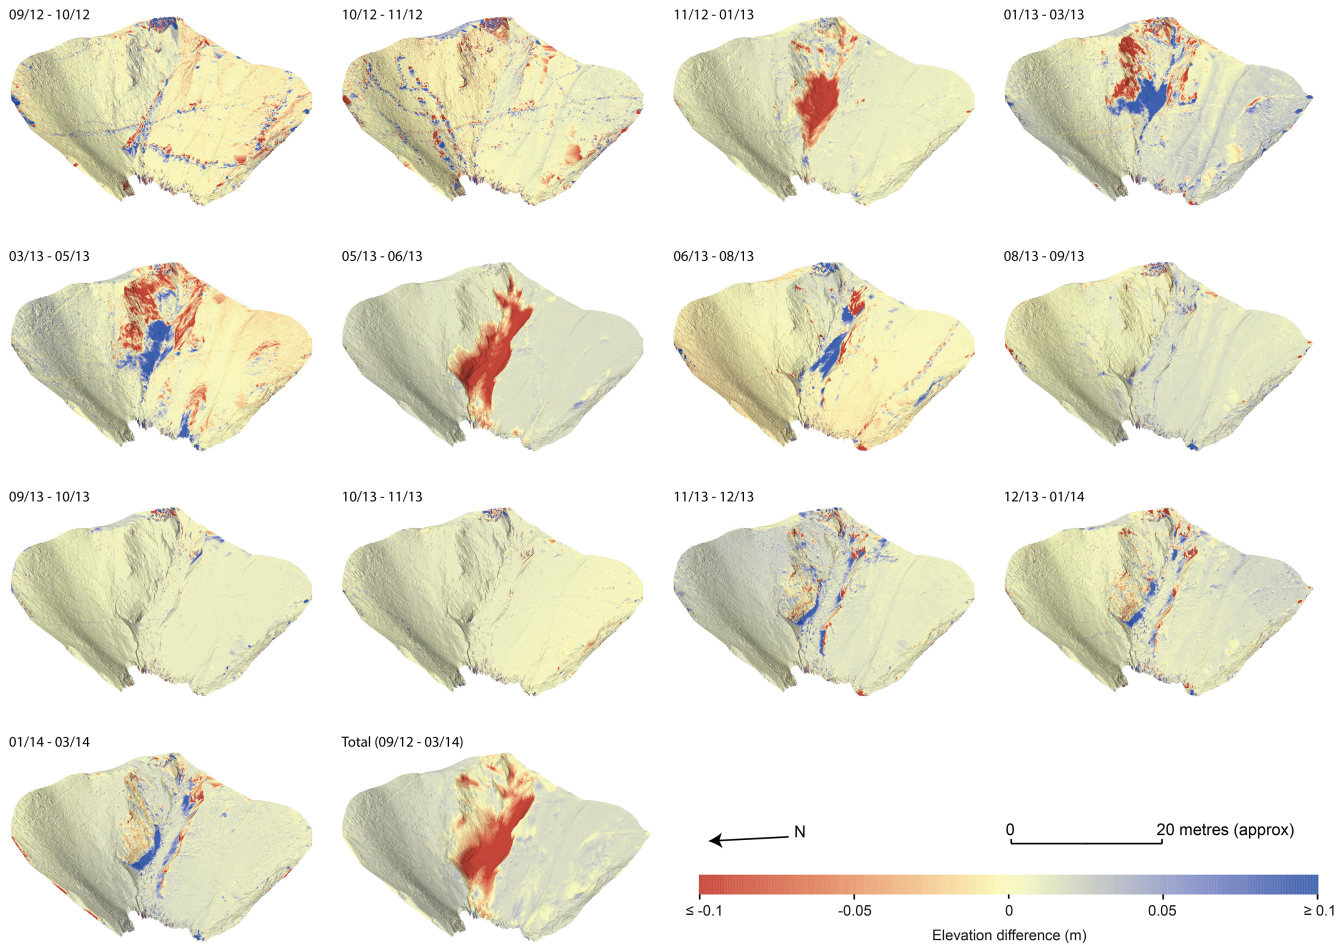 09/12 - 10/12
10/12 - 11/12
11/12 - 01/13
01/13 - 03/13
03/13 - 05/13
05/13 - 06/13
06/13 - 08/13
08/13 - 09/13
09/13 - 10/13
10/13 - 11/13
11/13 - 12/13
12/13 - 01/14
01/14 - 03/14
Total (09/12 - 03/14)
N
0 20 metres (approx)
≤ -0.1 -0.05 0 0.05 ≥ 0.1
Elevation difference (m)